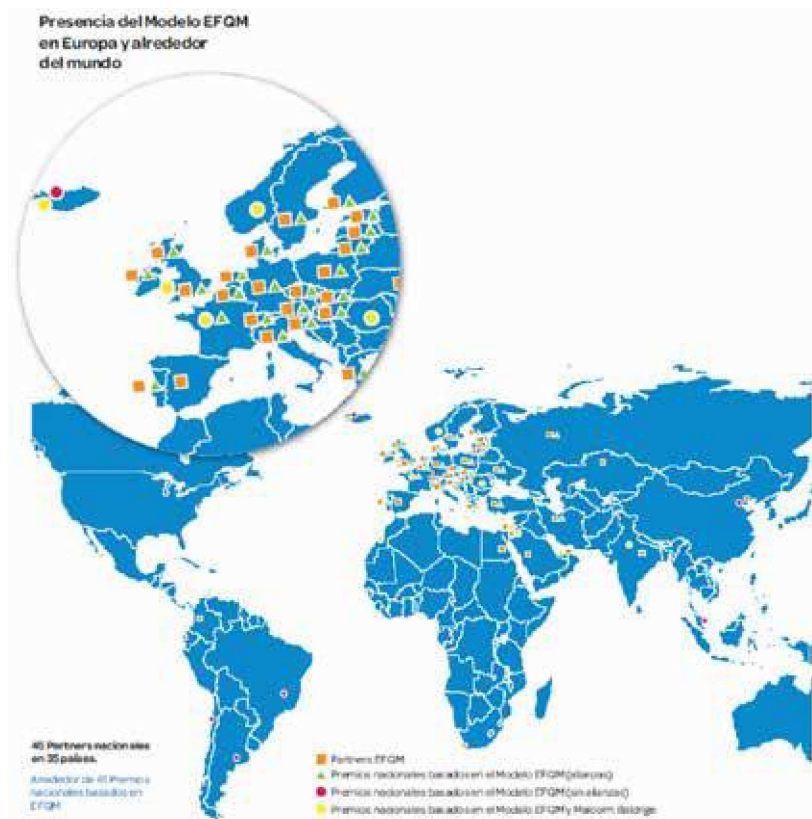 Presencia del Modelo EFQM
en Europa y alrededor
del mundo
Partners nacionales
en 35 países.
Alrededor de 41 Premios
nacionales basados en
EFQM
Partners EFQM
Premios nacionales basados en el Modelo EFQM (alianzas)
Premios nacionales basados en el Modelo EFQM (sin alianzas)
Premios nacionales basados en el Modelo EFQM y Malcom Baldrige